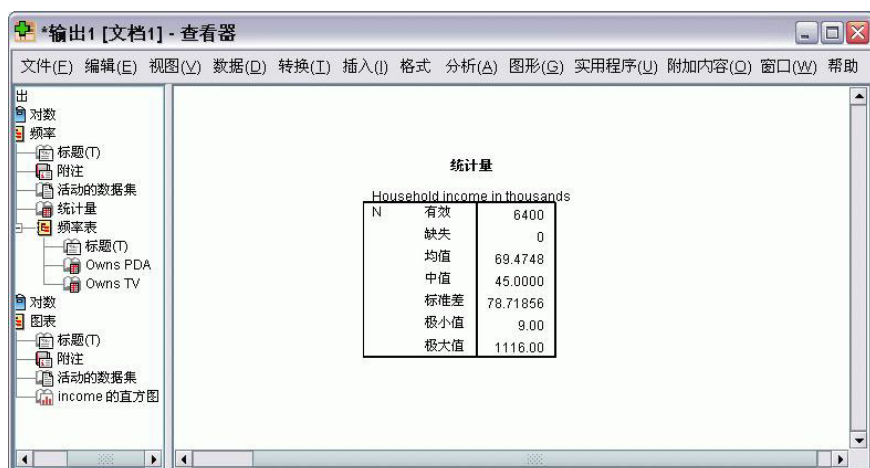 *输出1 [文档1] - 查看器
文件(F) 编辑(E) 视图(V) 数据(D) 转换(T) 插入(I) 格式 分析(A) 图形(G) 实用程序(U) 附加内容(O) 窗口(W) 帮助
出
对数
频率
标题(T)
附注
活动的数据集
统计量
频率表
标题(T)
Owns PDA
Owns TV
对数
图表
标题(T)
附注
活动的数据集
income 的直方图
统计量
Household income in thousands
N 有效 6400
缺失 0
均值 69.4748
中值 45.0000
标准差 78.71856
极小值 9.00
极大值 1116.00